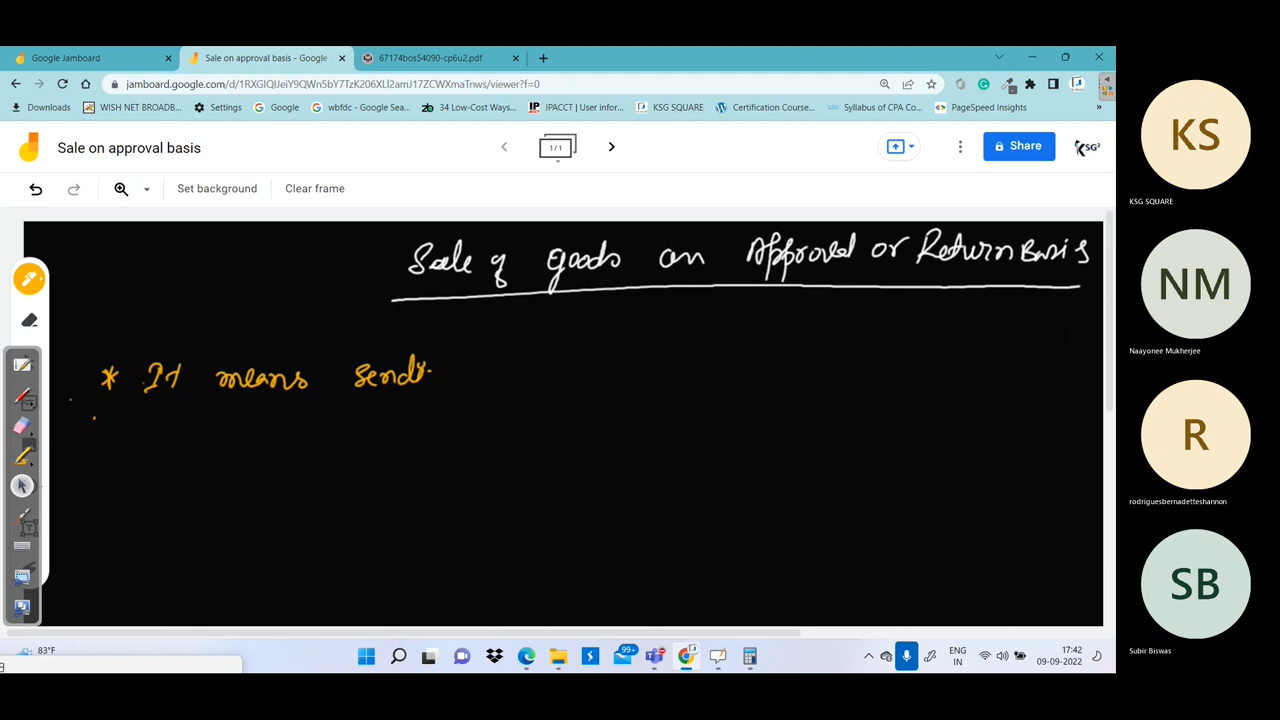 Google Jamboard
Sale on approval basis - Google
67174bos54090-cp6u2.pdf
jamboard.google.com/d/1RXGlQlJeiY9QWn5bY7TzK206XLl2amJ17ZCWXmaTnws/viewer?f=0
Downloads WISH NET BROADB... Settings Google wbfdc - Google Sea... 34 Low-Cost Ways... IPACCT | User infor... KSG SQUARE Certification Course... Syllabus of CPA Co... PageSpeed Insights
Sale on approval basis
1/1
Share
KSG²
Set background Clear frame
Sale of goods on Approval or Return Basis
* It means sendi
KS
KSG SQUARE
NM
Naayonee Mukherjee
R
rodriguesbernadetteshannon
SB
Subir Biswas
83°F
99+
ENG
IN
17:42
09-09-2022